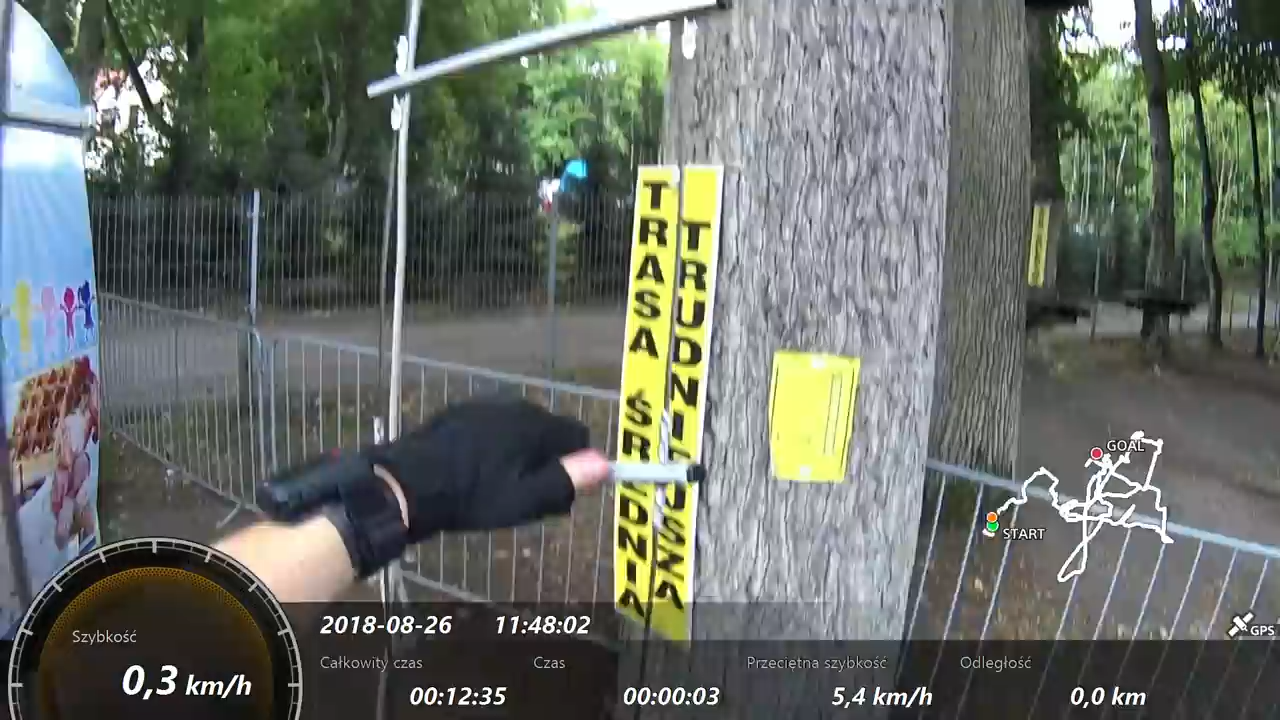 TRASA ŚREDNIA
TRUDNIEJSZA
GOAL
START
GPS
2018-08-26 11:48:02
Szybkość
0,3 km/h
Całkowity czas
00:12:35
Czas
00:00:03
Przeciętna szybkość
5,4 km/h
Odległość
0,0 km